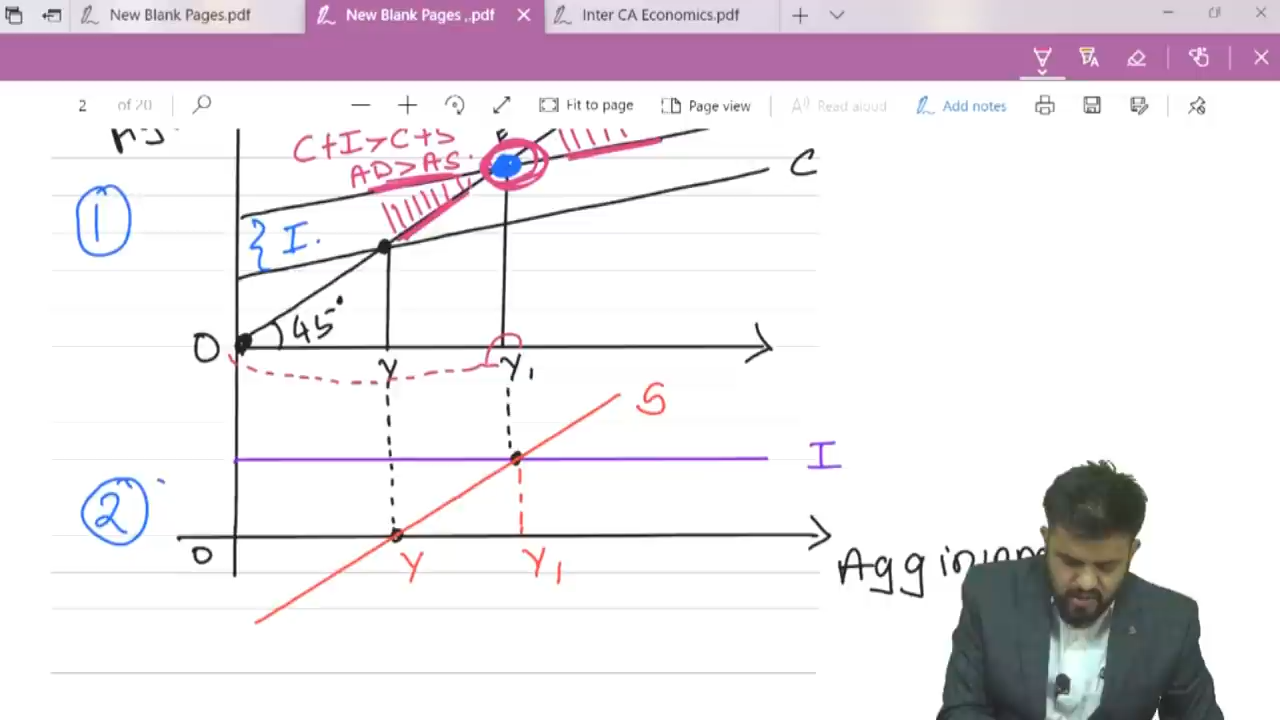 New Blank Pages.pdf
New Blank Pages ,.pdf
Inter CA Economics.pdf
2 of 20
Fit to page
Page view
Read aloud
Add notes
C+I>C+S
AD>AS.
C
1
I.
45°
O
Y
Y1
S
I
2
O
Y
Y1
Agg